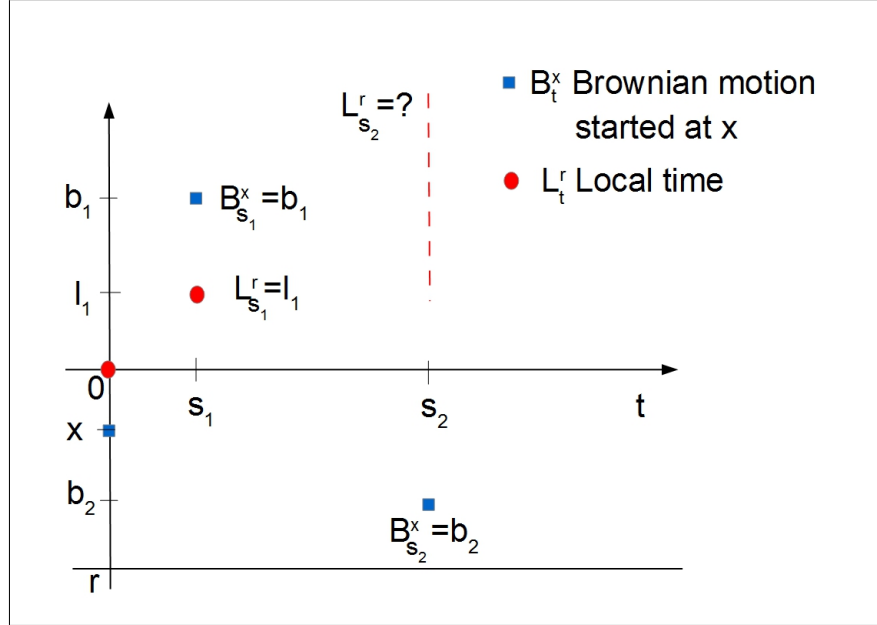 L^r_{s_2}=?
B^x_t Brownian motion
started at x
L^r_t Local time
b_1
B^x_{s_1}=b_1
l_1
L^r_{s_1}=l_1
0
s_1
s_2
t
x
b_2
B^x_{s_2}=b_2
r